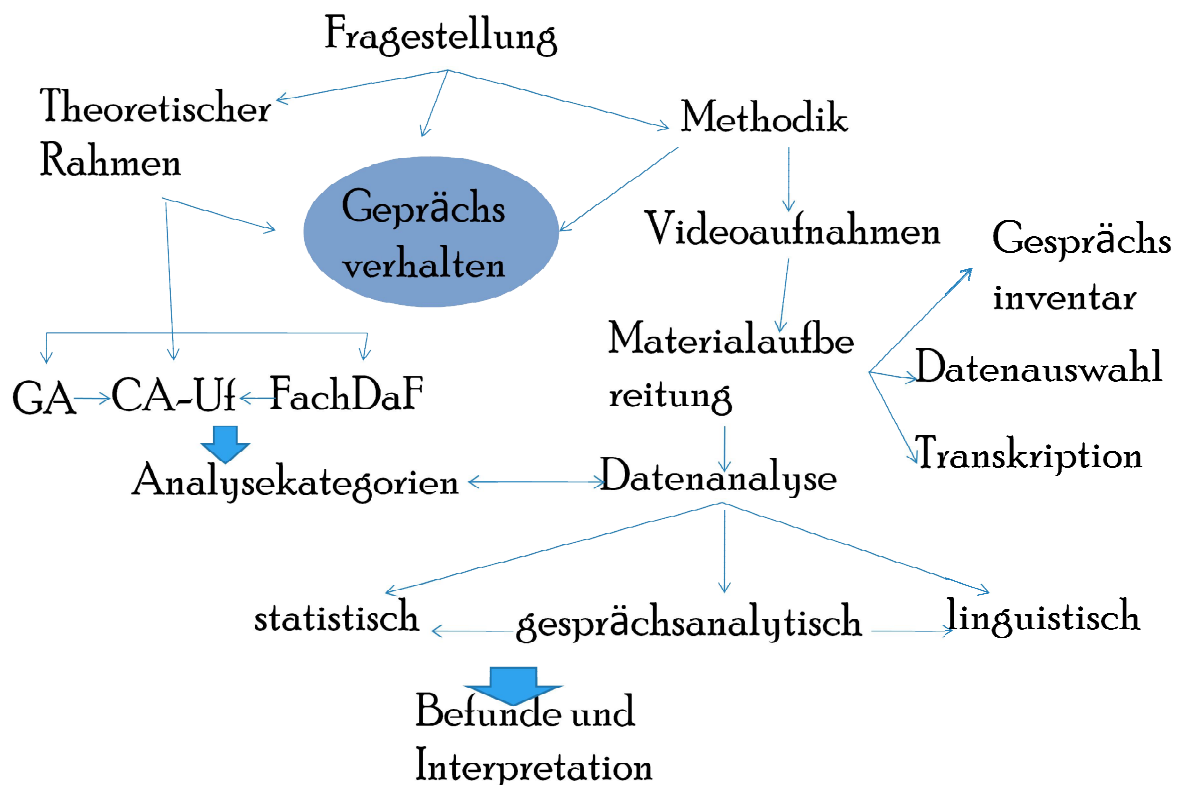 Fragestellung
Theoretischer
Rahmen
Methodik
Geprächs
verhalten
Videoaufnahmen
Gesprächs
inventar
Materialaufbe
reitung
Datenauswahl
Transkription
GA
CA-Uf
FachDaF
Analysekategorien
Datenanalyse
statistisch
gesprächsanalytisch
linguistisch
Befunde und
Interpretation